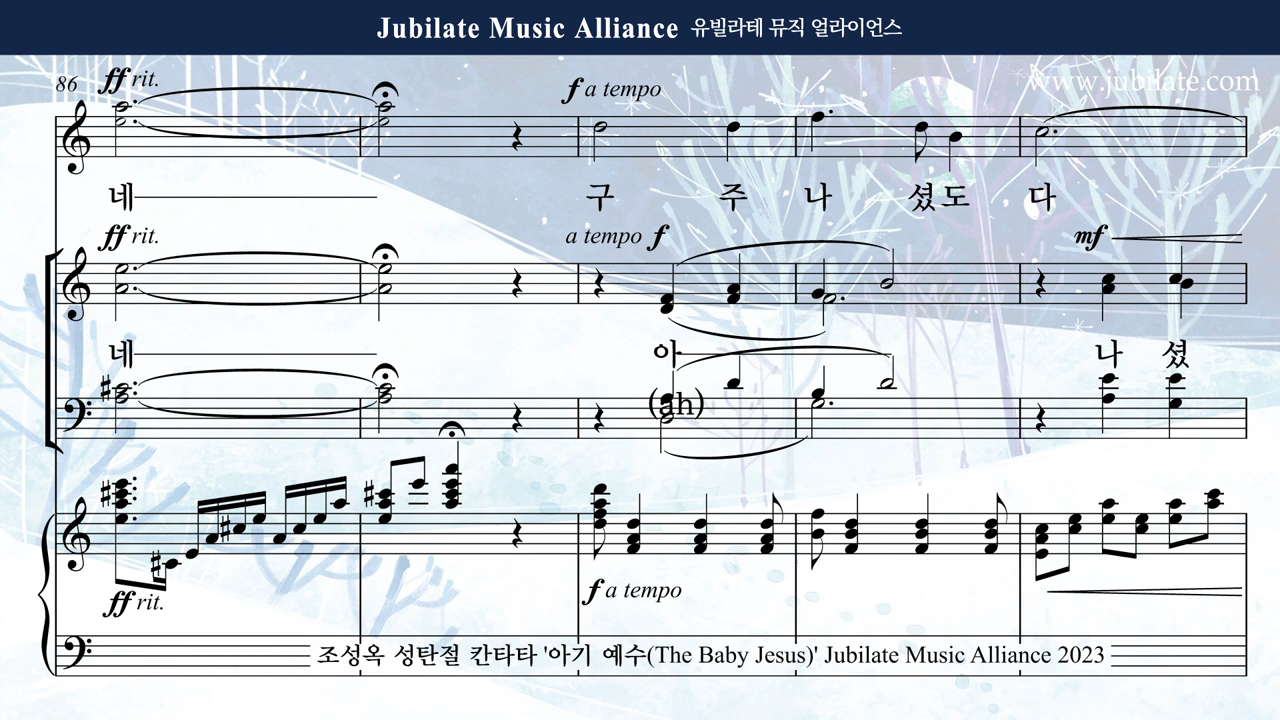 Jubilate Music Alliance 유빌라테 뮤직 얼라이언스
www.jubilate.com
86 ff rit. f a tempo
네 구 주 나 셨 도 다
ff rit. a tempo f mf
네 아 나 셨
(ah)
ff rit. f a tempo
조성옥 성탄절 칸타타 '아기 예수(The Baby Jesus)' Jubilate Music Alliance 2023